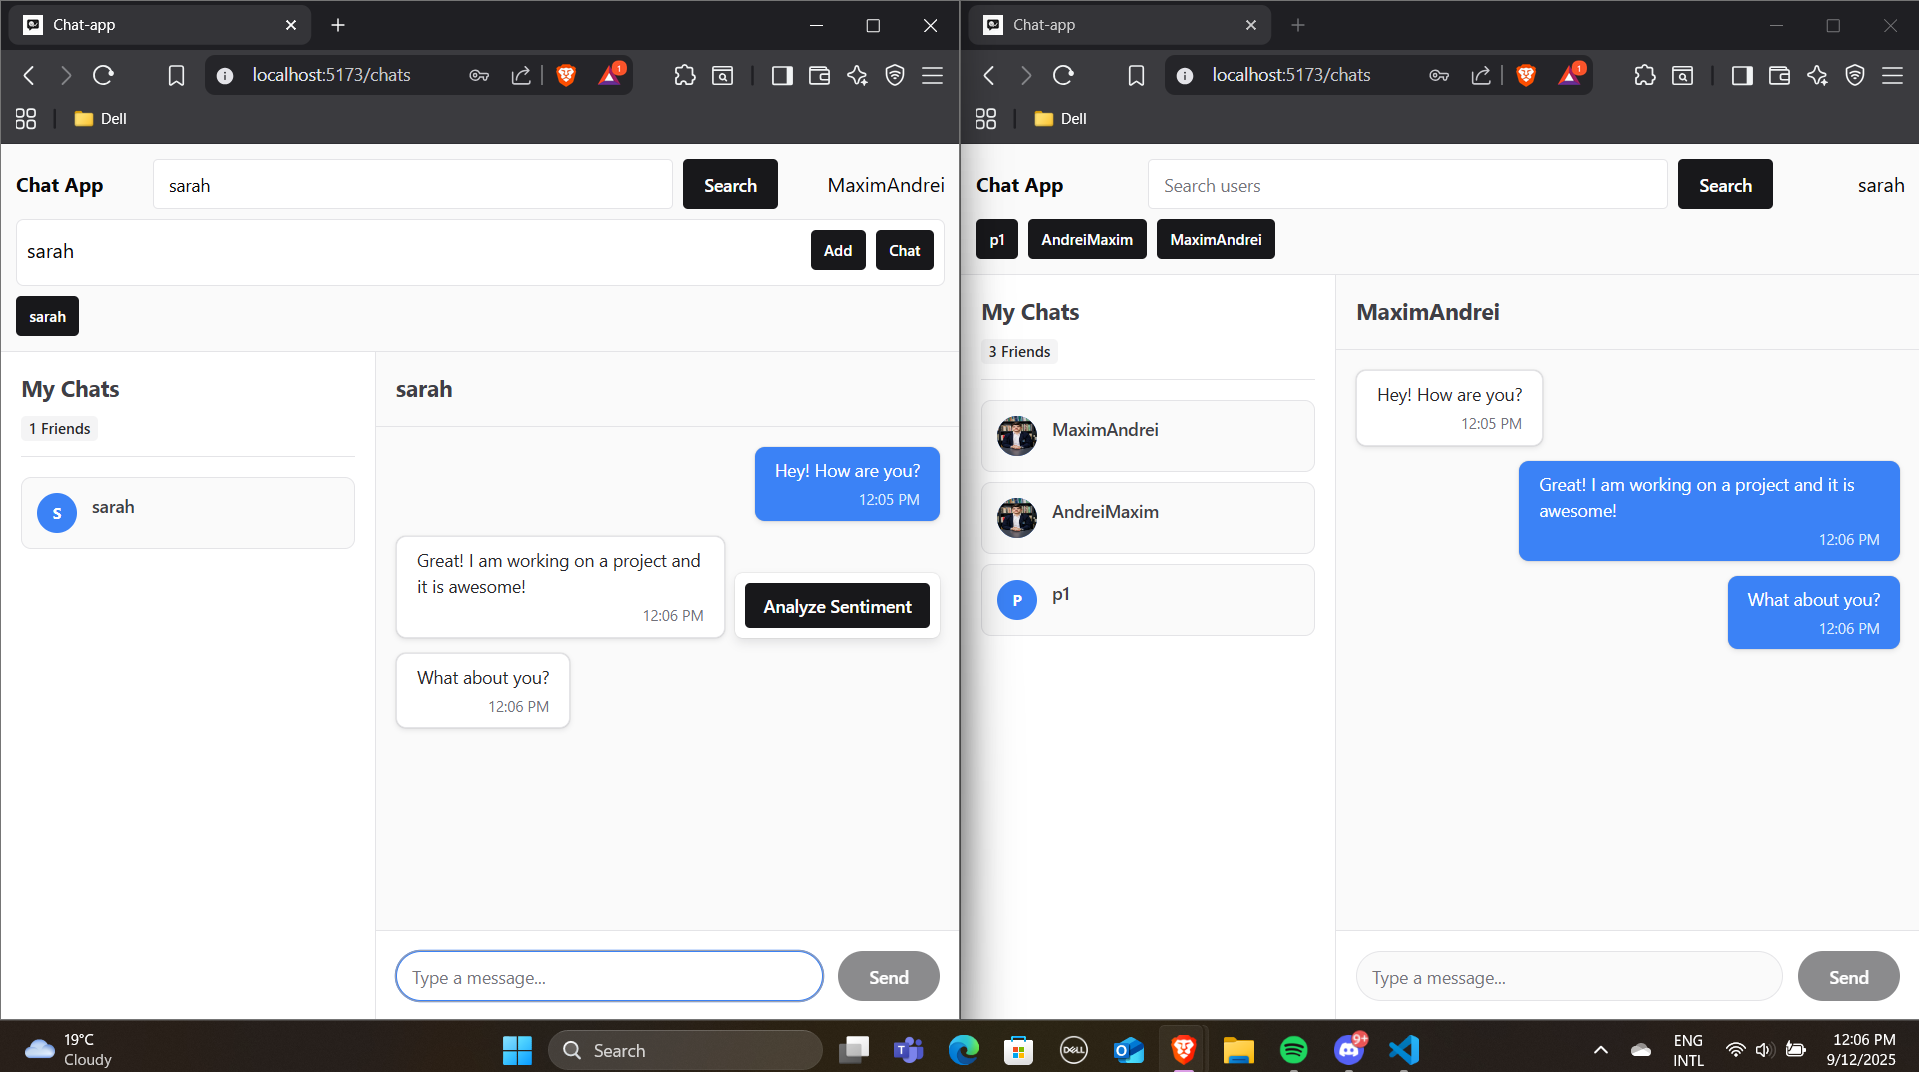 Chat-app
localhost:5173/chats
1
Dell
Chat App
sarah
Search
MaximAndrei
sarah
Add
Chat
sarah
My Chats
1 Friends
S
sarah
sarah
Hey! How are you?
12:05 PM
Great! I am working on a project and
it is awesome!
12:06 PM
Analyze Sentiment
What about you?
12:06 PM
Type a message...
Send
Chat-app
localhost:5173/chats
1
Dell
Chat App
Search users
Search
sarah
p1
AndreiMaxim
MaximAndrei
My Chats
3 Friends
MaximAndrei
AndreiMaxim
P
p1
MaximAndrei
Hey! How are you?
12:05 PM
Great! I am working on a project and it is
awesome!
12:06 PM
What about you?
12:06 PM
Type a message...
Send
19°C
Cloudy
Search
DELL
9+
ENG
INTL
12:06 PM
9/12/2025